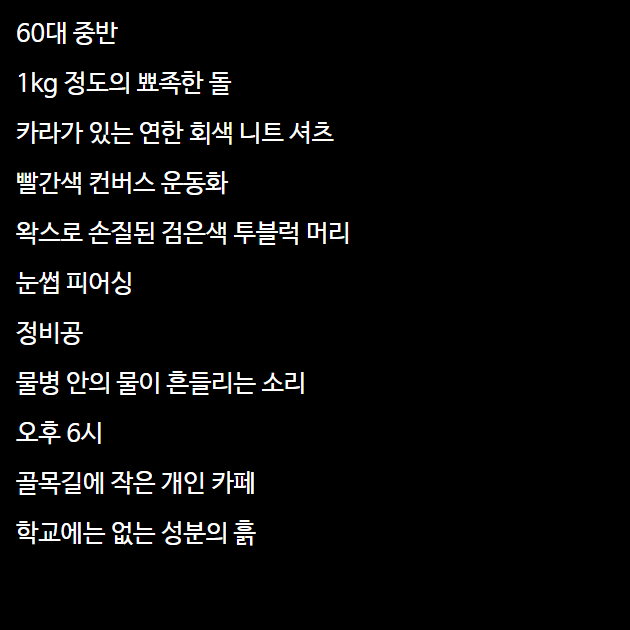 60대 중반
1kg 정도의 뾰족한 돌
카라가 있는 연한 회색 니트 셔츠
빨간색 컨버스 운동화
왁스로 손질된 검은색 투블럭 머리
눈썹 피어싱
정비공
물병 안의 물이 흔들리는 소리
오후 6시
골목길에 작은 개인 카페
학교에는 없는 성분의 흙